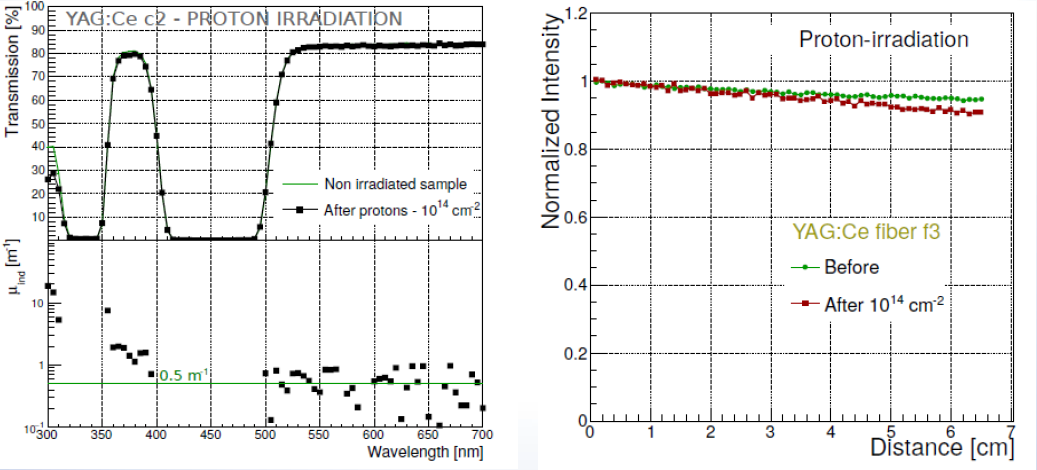 YAG:Ce c2 - PROTON IRRADIATION
Transmission [%]
100
90
80
70
60
50
40
30
20
10
Non irradiated sample
After protons - 10¹⁴ cm⁻²
μind [m⁻¹]
10
1
10⁻¹
0.5 m⁻¹
300 350 400 450 500 550 600 650 700
Wavelength [nm]
Proton-irradiation
Normalized Intensity
1.2
1
0.8
0.6
0.4
0.2
0
YAG:Ce fiber f3
Before
After 10¹⁴ cm⁻²
0 1 2 3 4 5 6 7
Distance [cm]